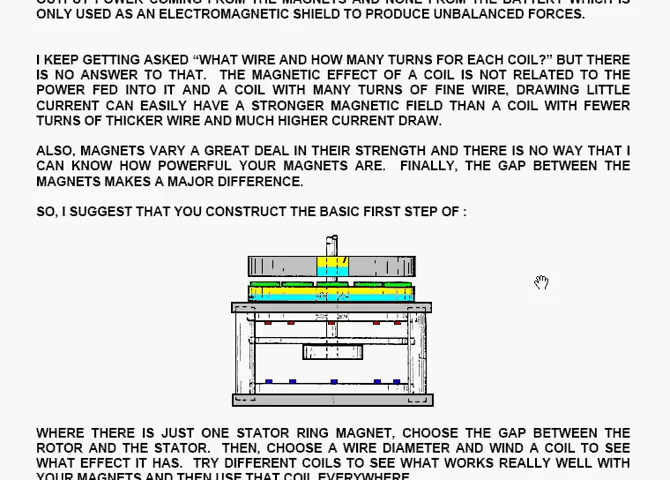 OUTPUT POWER COMING FROM THE MAGNETS AND NONE FROM THE BATTERY WHICH IS
ONLY USED AS AN ELECTROMAGNETIC SHIELD TO PRODUCE UNBALANCED FORCES.
I KEEP GETTING ASKED “WHAT WIRE AND HOW MANY TURNS FOR EACH COIL?” BUT THERE
IS NO ANSWER TO THAT. THE MAGNETIC EFFECT OF A COIL IS NOT RELATED TO THE
POWER FED INTO IT AND A COIL WITH MANY TURNS OF FINE WIRE, DRAWING LITTLE
CURRENT CAN EASILY HAVE A STRONGER MAGNETIC FIELD THAN A COIL WITH FEWER
TURNS OF THICKER WIRE AND MUCH HIGHER CURRENT DRAW.
ALSO, MAGNETS VARY A GREAT DEAL IN THEIR STRENGTH AND THERE IS NO WAY THAT I
CAN KNOW HOW POWERFUL YOUR MAGNETS ARE. FINALLY, THE GAP BETWEEN THE
MAGNETS MAKES A MAJOR DIFFERENCE.
SO, I SUGGEST THAT YOU CONSTRUCT THE BASIC FIRST STEP OF :
WHERE THERE IS JUST ONE STATOR RING MAGNET, CHOOSE THE GAP BETWEEN THE
ROTOR AND THE STATOR. THEN, CHOOSE A WIRE DIAMETER AND WIND A COIL TO SEE
WHAT EFFECT IT HAS. TRY DIFFERENT COILS TO SEE WHAT WORKS REALLY WELL WITH
YOUR MAGNETS AND THEN USE THAT COIL EVERYWHERE